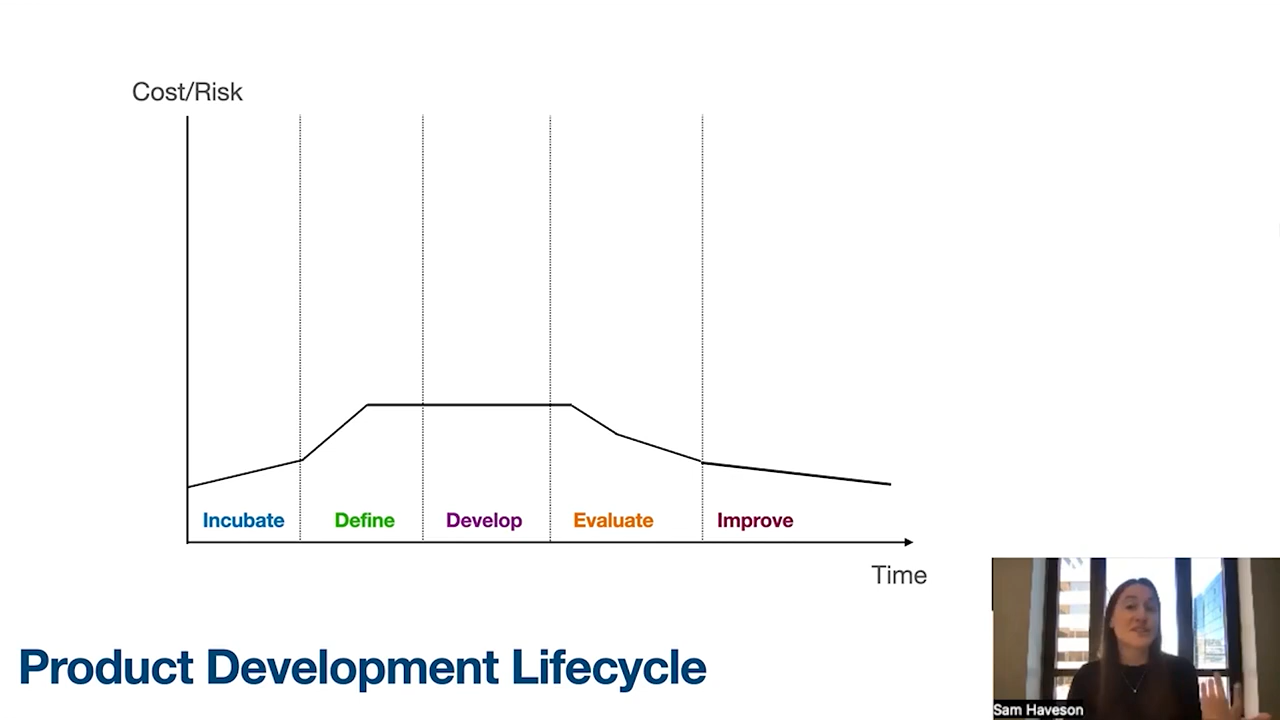 Cost/Risk
Incubate
Define
Develop
Evaluate
Improve
Time
Product Development Lifecycle
Sam Haveson